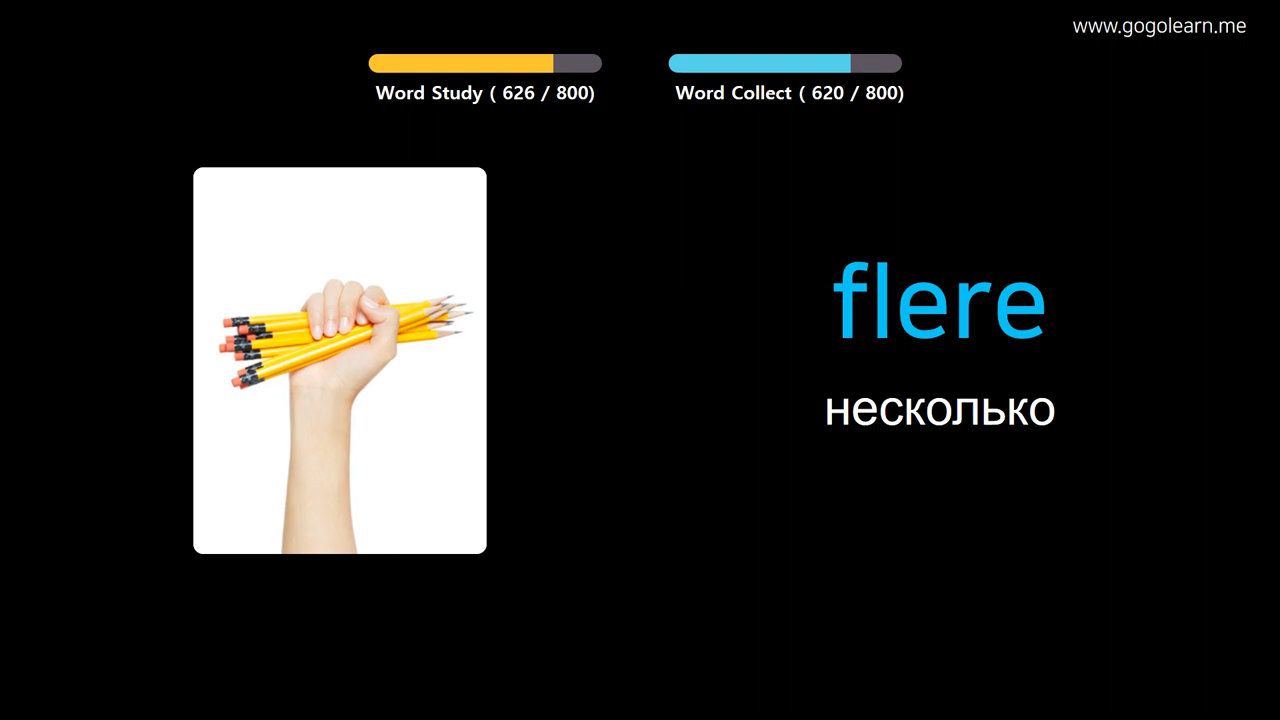 www.gogolearn.me
Word Study ( 626 / 800)
Word Collect ( 620 / 800)
flere
несколько